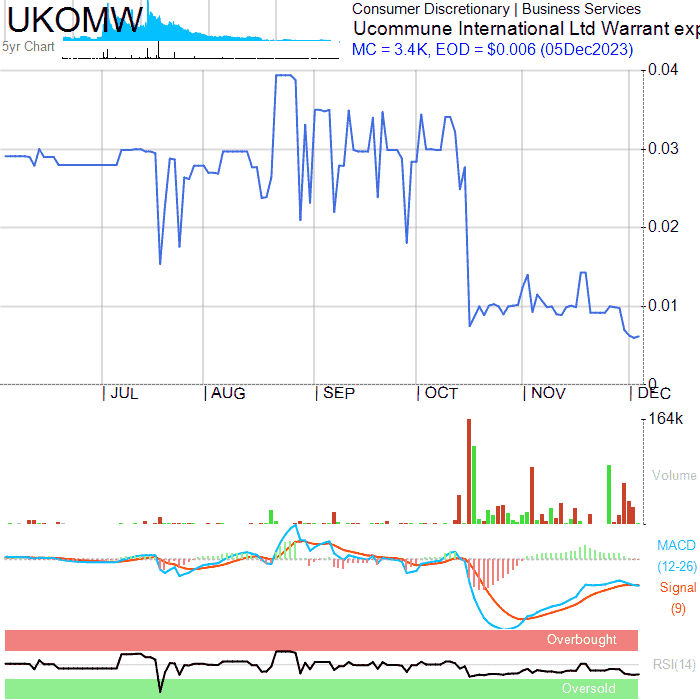 UKOMW
5yr Chart
Consumer Discretionary | Business Services
Ucommune International Ltd Warrant exp
MC = 3.4K, EOD = $0.006 (05Dec2023)
0.04
0.03
0.02
0.01
0
JUL AUG SEP OCT NOV DEC
164k
Volume
MACD
(12-26)
Signal
(9)
Overbought
RSI(14)
Oversold